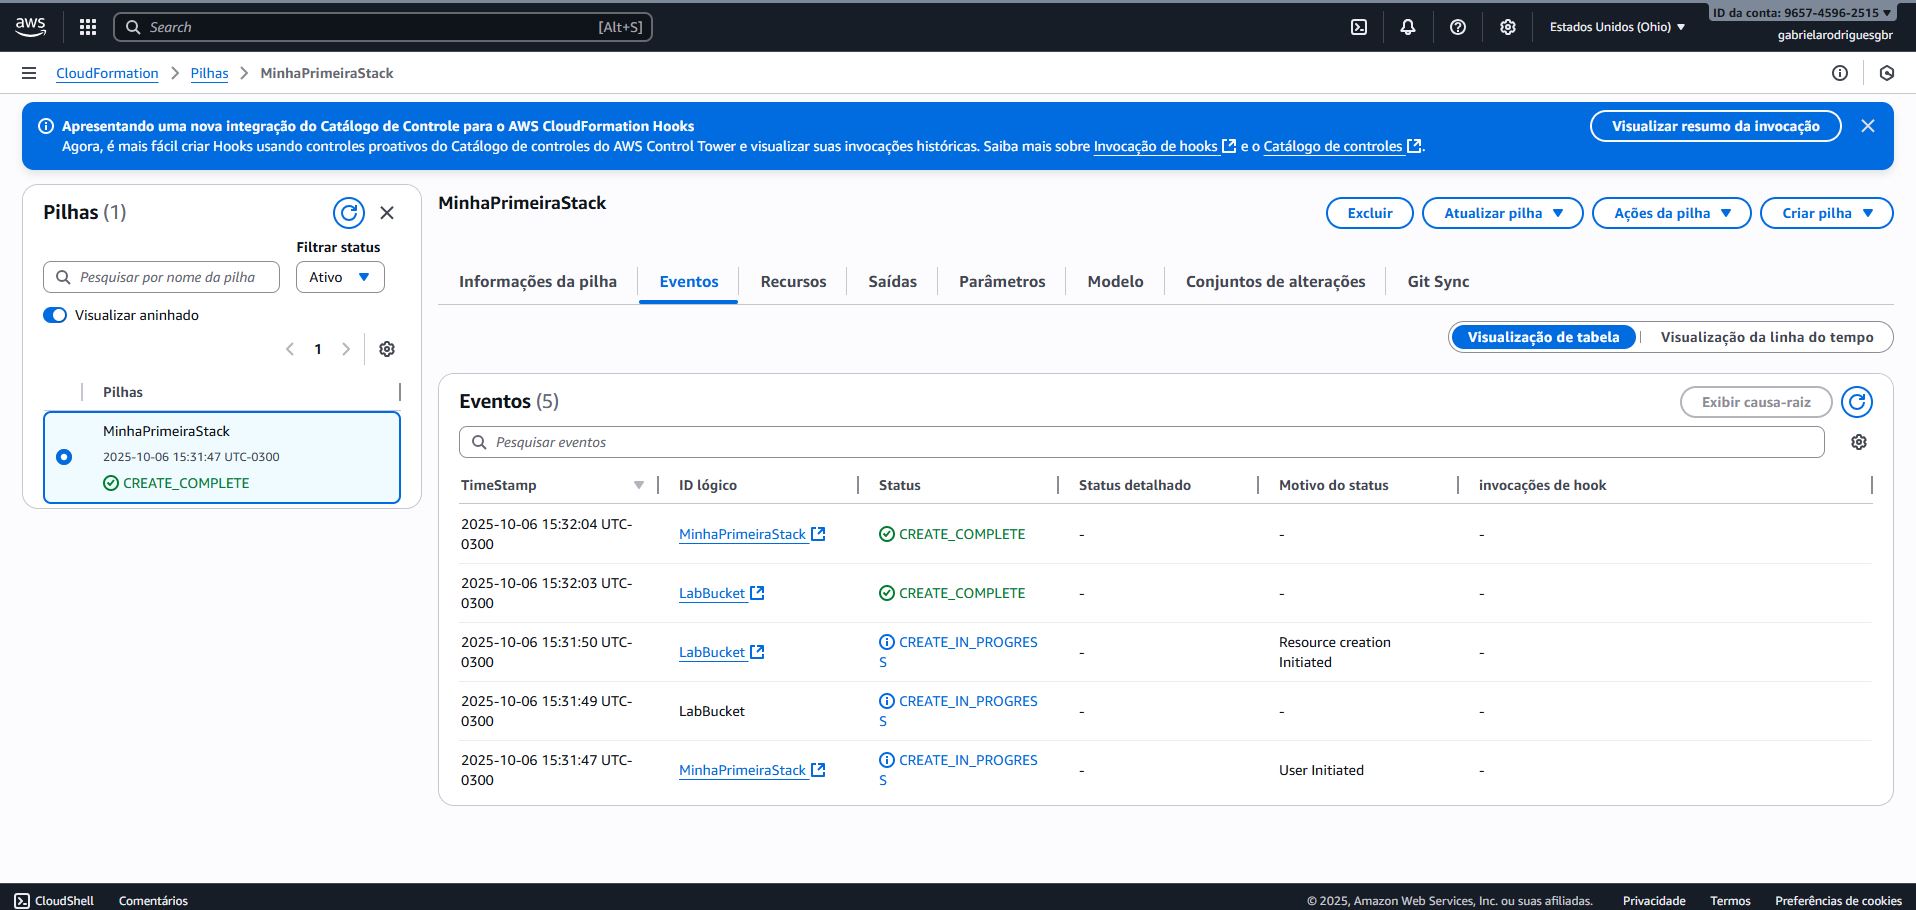 aws
Search
[Alt+S]
Estados Unidos (Ohio)
ID da conta: 9657-4596-2515
gabrielarodriguesgbr
CloudFormation
Pilhas
MinhaPrimeiraStack
Apresentando uma nova integração do Catálogo de Controle para o AWS CloudFormation Hooks
Agora, é mais fácil criar Hooks usando controles proativos do Catálogo de controles do AWS Control Tower e visualizar suas invocações históricas. Saiba mais sobre Invocação de hooks e o Catálogo de controles .
Visualizar resumo da invocação
Pilhas (1)
Filtrar status
Pesquisar por nome da pilha
Ativo
Visualizar aninhado
1
Pilhas
MinhaPrimeiraStack
2025-10-06 15:31:47 UTC-0300
CREATE_COMPLETE
MinhaPrimeiraStack
Excluir
Atualizar pilha
Ações da pilha
Criar pilha
Informações da pilha
Eventos
Recursos
Saídas
Parâmetros
Modelo
Conjuntos de alterações
Git Sync
Visualização de tabela
Visualização da linha do tempo
Eventos (5)
Exibir causa-raiz
Pesquisar eventos
TimeStamp ID lógico Status Status detalhado Motivo do status invocações de hook
2025-10-06 15:32:04 UTC-
0300
MinhaPrimeiraStack
CREATE_COMPLETE
-
-
-
2025-10-06 15:32:03 UTC-
0300
LabBucket
CREATE_COMPLETE
-
-
-
2025-10-06 15:31:50 UTC-
0300
LabBucket
CREATE_IN_PROGRES
S
-
Resource creation
Initiated
-
2025-10-06 15:31:49 UTC-
0300
LabBucket
CREATE_IN_PROGRES
S
-
-
-
2025-10-06 15:31:47 UTC-
0300
MinhaPrimeiraStack
CREATE_IN_PROGRES
S
-
User Initiated
-
CloudShell
Comentários
© 2025, Amazon Web Services, Inc. ou suas afiliadas.
Privacidade
Termos
Preferências de cookies